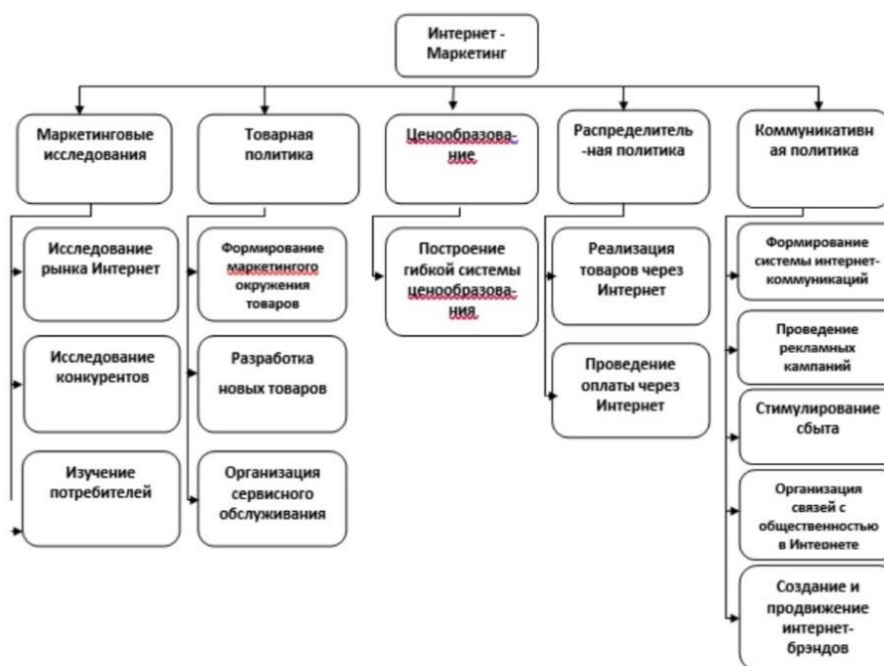 Интернет -
Маркетинг
Маркетинговые
исследования
Товарная
политика
Ценообразова-
ние
Распределитель
-ная политика
Коммуникативн
ая политика
Исследование
рынка Интернет
Исследование
конкурентов
Изучение
потребителей
Формирование
маркетингого
окружения
товаров
Разработка
новых товаров
Организация
сервисного
обслуживания
Построение
гибкой системы
ценообразова-
ния
Реализация
товаров через
Интернет
Проведение
оплаты через
Интернет
Формирование
системы интернет-
коммуникаций
Проведение
рекламных
кампаний
Стимулирование
сбыта
Организация
связей с
общественностью
в Интернете
Создание и
продвижение
интернет-
брэндов